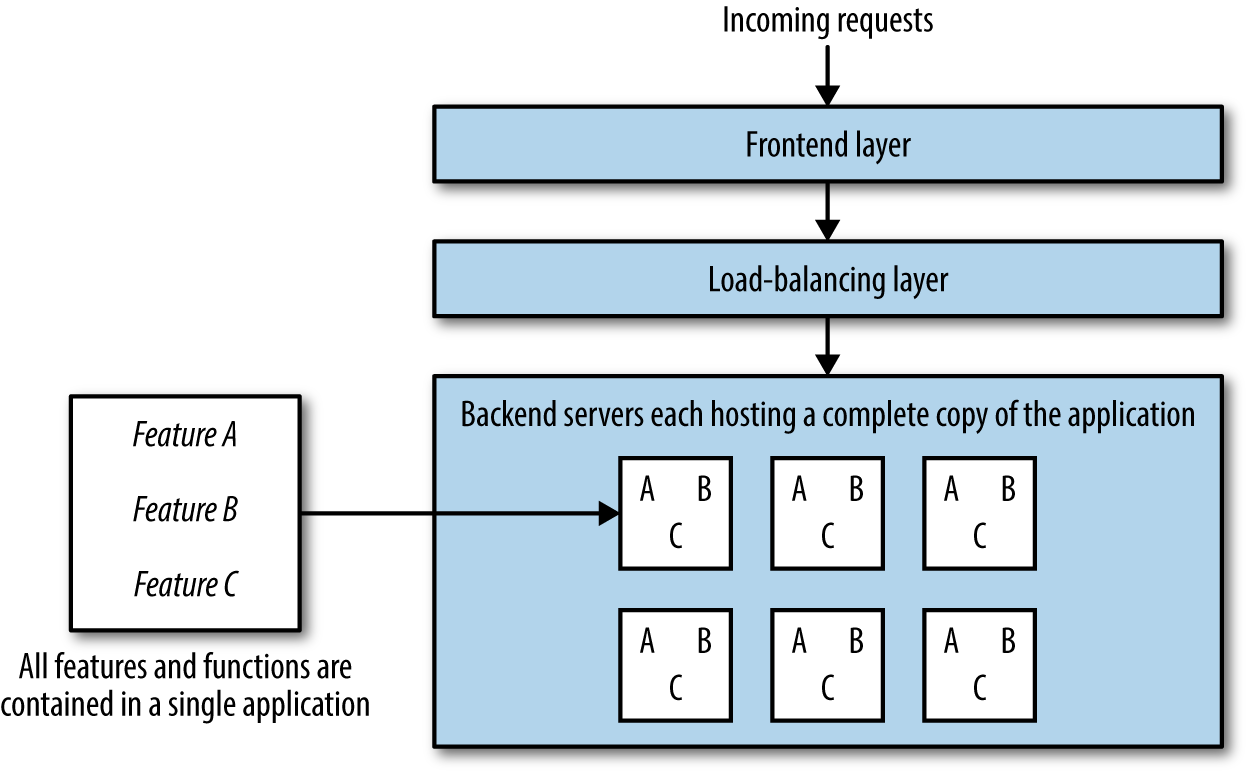 Incoming requests
Frontend layer
Load-balancing layer
Backend servers each hosting a complete copy of the application
A B
C
A B
C
A B
C
A B
C
A B
C
A B
C
Feature A
Feature B
Feature C
All features and functions are
contained in a single application